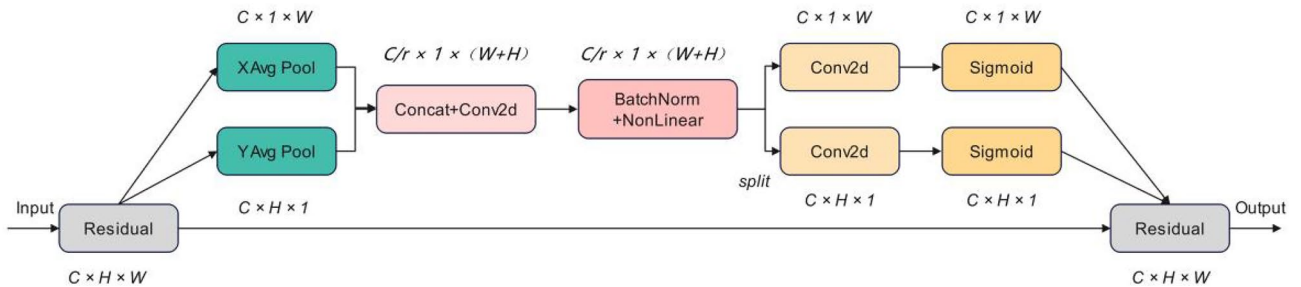 C × 1 × W
C × 1 × W
C × 1 × W
C/r × 1 × （W+H）
C/r × 1 × （W+H）
XAvg Pool
Conv2d
Sigmoid
Concat+Conv2d
BatchNorm
+NonLinear
YAvg Pool
Conv2d
Sigmoid
split
C × H × 1
C × H × 1
C × H × 1
Input
Residual
Residual
Output
C × H × W
C × H × W